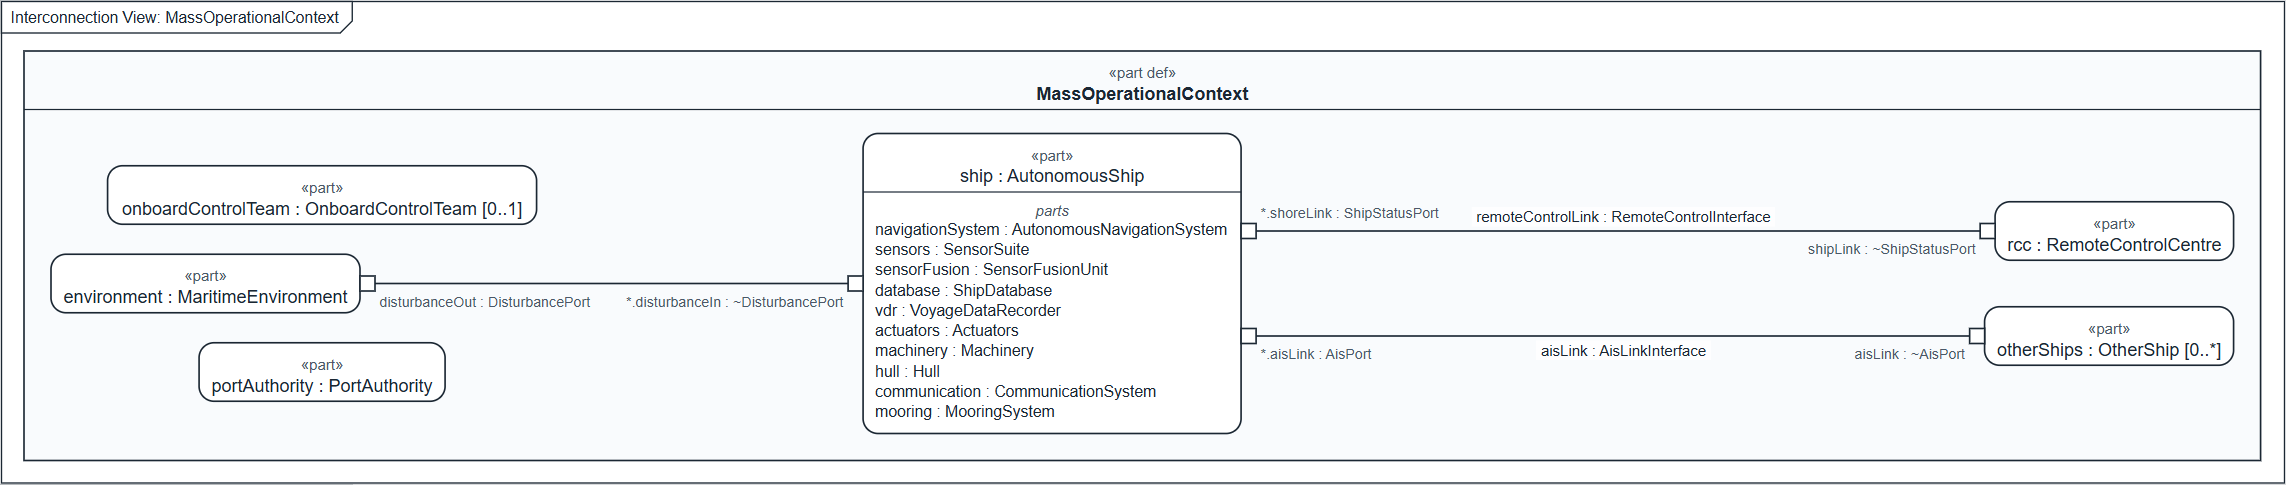 Interconnection View: MassOperationalContext
«part def»
MassOperationalContext
«part»
onboardControlTeam : OnboardControlTeam [0..1]
«part»
environment : MaritimeEnvironment
disturbanceOut : DisturbancePort
*.disturbanceIn : ~DisturbancePort
«part»
portAuthority : PortAuthority
«part»
ship : AutonomousShip
parts
navigationSystem : AutonomousNavigationSystem
sensors : SensorSuite
sensorFusion : SensorFusionUnit
database : ShipDatabase
vdr : VoyageDataRecorder
actuators : Actuators
machinery : Machinery
hull : Hull
communication : CommunicationSystem
mooring : MooringSystem
*.shoreLink : ShipStatusPort
remoteControlLink : RemoteControlInterface
shipLink : ~ShipStatusPort
«part»
rcc : RemoteControlCentre
*.aisLink : AisPort
aisLink : AisLinkInterface
aisLink : ~AisPort
«part»
otherShips : OtherShip [0..*]